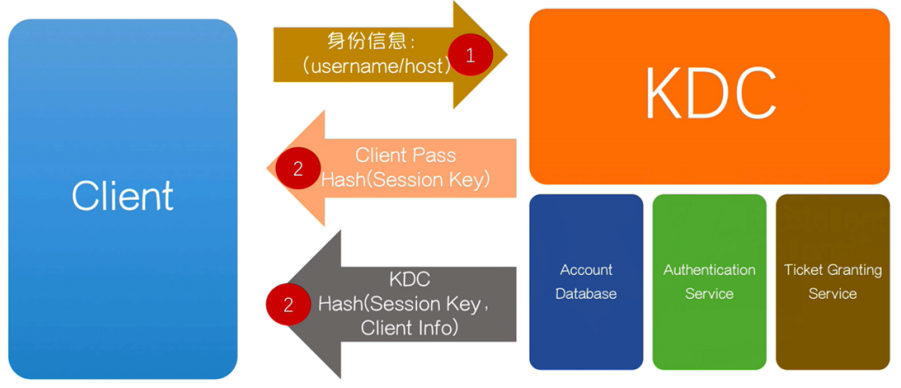 Client
身份信息：
（username/host）
1
Client Pass
Hash(Session Key)
2
KDC
Hash(Session Key，
Client Info)
2
KDC
Account
Database
Authentication
Service
Ticket Granting
Service